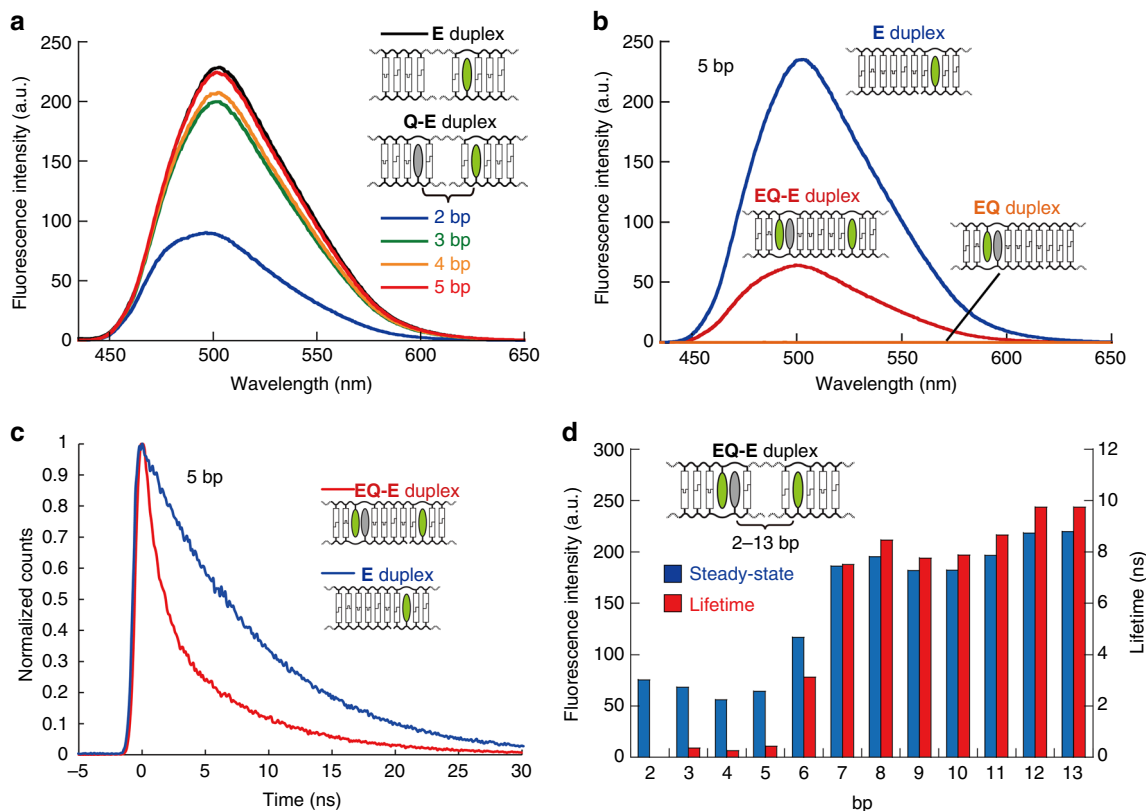 a
E duplex
Q-E duplex
2 bp
3 bp
4 bp
5 bp
250
200
150
100
50
0
450
500
550
600
650
Fluorescence intensity (a.u.)
Wavelength (nm)
b
E duplex
5 bp
EQ-E duplex
EQ duplex
250
200
150
100
50
0
450
500
550
600
650
Fluorescence intensity (a.u.)
Wavelength (nm)
c
5 bp
EQ-E duplex
E duplex
1
0.9
0.8
0.7
0.6
0.5
0.4
0.3
0.2
0.1
0
−5
0
5
10
15
20
25
30
Normalized counts
Time (ns)
d
EQ-E duplex
2–13 bp
Steady-state
Lifetime
300
250
200
150
100
50
0
12
10
8
6
4
2
0
2
3
4
5
6
7
8
9
10
11
12
13
Fluorescence intensity (a.u.)
Lifetime (ns)
bp